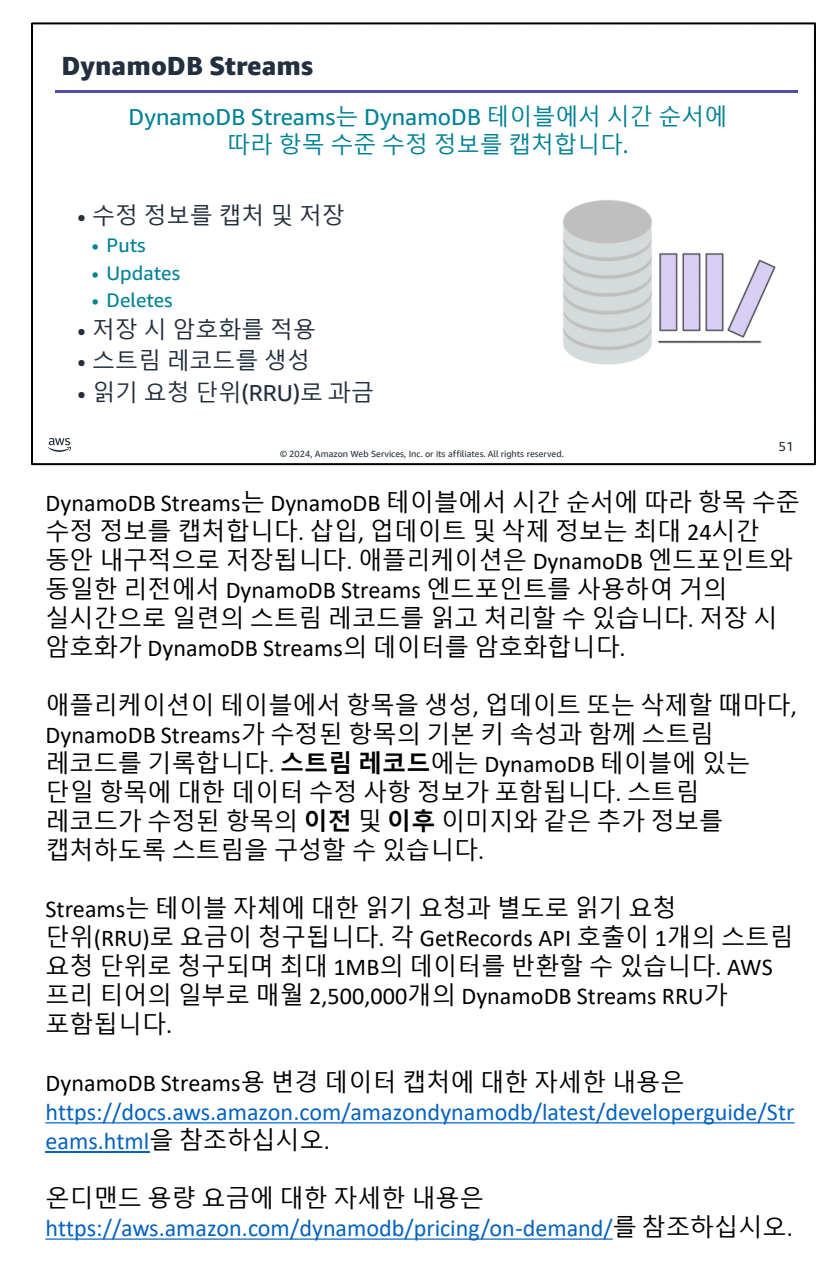 DynamoDB Streams
DynamoDB Streams는 DynamoDB 테이블에서 시간 순서에
따라 항목 수준 수정 정보를 캡처합니다.
• 수정 정보를 캡처 및 저장
• Puts
• Updates
• Deletes
• 저장 시 암호화를 적용
• 스트림 레코드를 생성
• 읽기 요청 단위(RRU)로 과금
aws
© 2024, Amazon Web Services, Inc. or its affiliates. All rights reserved.
51
DynamoDB Streams는 DynamoDB 테이블에서 시간 순서에 따라 항목 수준
수정 정보를 캡처합니다. 삽입, 업데이트 및 삭제 정보는 최대 24시간
동안 내구적으로 저장됩니다. 애플리케이션은 DynamoDB 엔드포인트와
동일한 리전에서 DynamoDB Streams 엔드포인트를 사용하여 거의
실시간으로 일련의 스트림 레코드를 읽고 처리할 수 있습니다. 저장 시
암호화가 DynamoDB Streams의 데이터를 암호화합니다.
애플리케이션이 테이블에서 항목을 생성, 업데이트 또는 삭제할 때마다,
DynamoDB Streams가 수정된 항목의 기본 키 속성과 함께 스트림
레코드를 기록합니다. 스트림 레코드에는 DynamoDB 테이블에 있는
단일 항목에 대한 데이터 수정 사항 정보가 포함됩니다. 스트림
레코드가 수정된 항목의 이전 및 이후 이미지와 같은 추가 정보를
캡처하도록 스트림을 구성할 수 있습니다.
Streams는 테이블 자체에 대한 읽기 요청과 별도로 읽기 요청
단위(RRU)로 요금이 청구됩니다. 각 GetRecords API 호출이 1개의 스트림
요청 단위로 청구되며 최대 1MB의 데이터를 반환할 수 있습니다. AWS
프리 티어의 일부로 매월 2,500,000개의 DynamoDB Streams RRU가
포함됩니다.
DynamoDB Streams용 변경 데이터 캡처에 대한 자세한 내용은
https://docs.aws.amazon.com/amazondynamodb/latest/developerguide/Str
eams.html을 참조하십시오.
온디맨드 용량 요금에 대한 자세한 내용은
https://aws.amazon.com/dynamodb/pricing/on-demand/를 참조하십시오.